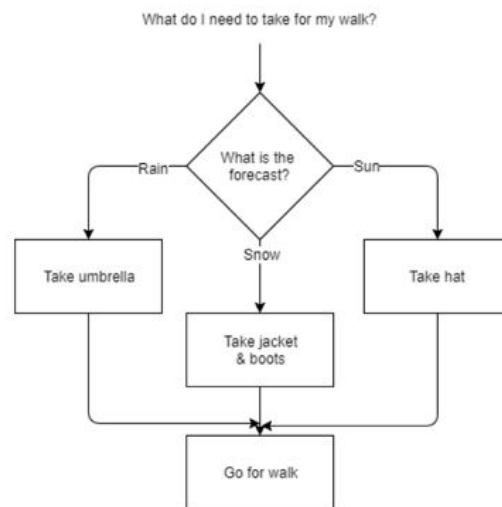 What do I need to take for my walk?
What is the
forecast?
Rain
Sun
Snow
Take umbrella
Take hat
Take jacket
& boots
Go for walk